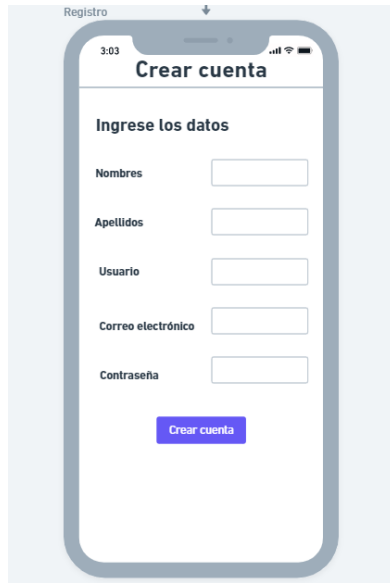 Registro
3:03
Crear cuenta
Ingrese los datos
Nombres
Apellidos
Usuario
Correo electrónico
Contraseña
Crear cuenta